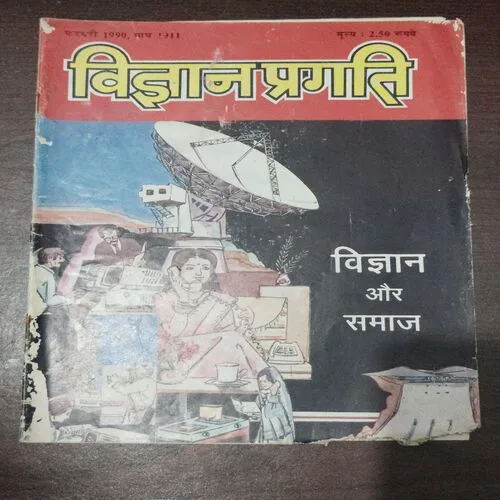 फरवरी 1990, माघ 1911
मूल्य : 2.50 रुपये
विज्ञान प्रगति
विज्ञान
और
समाज